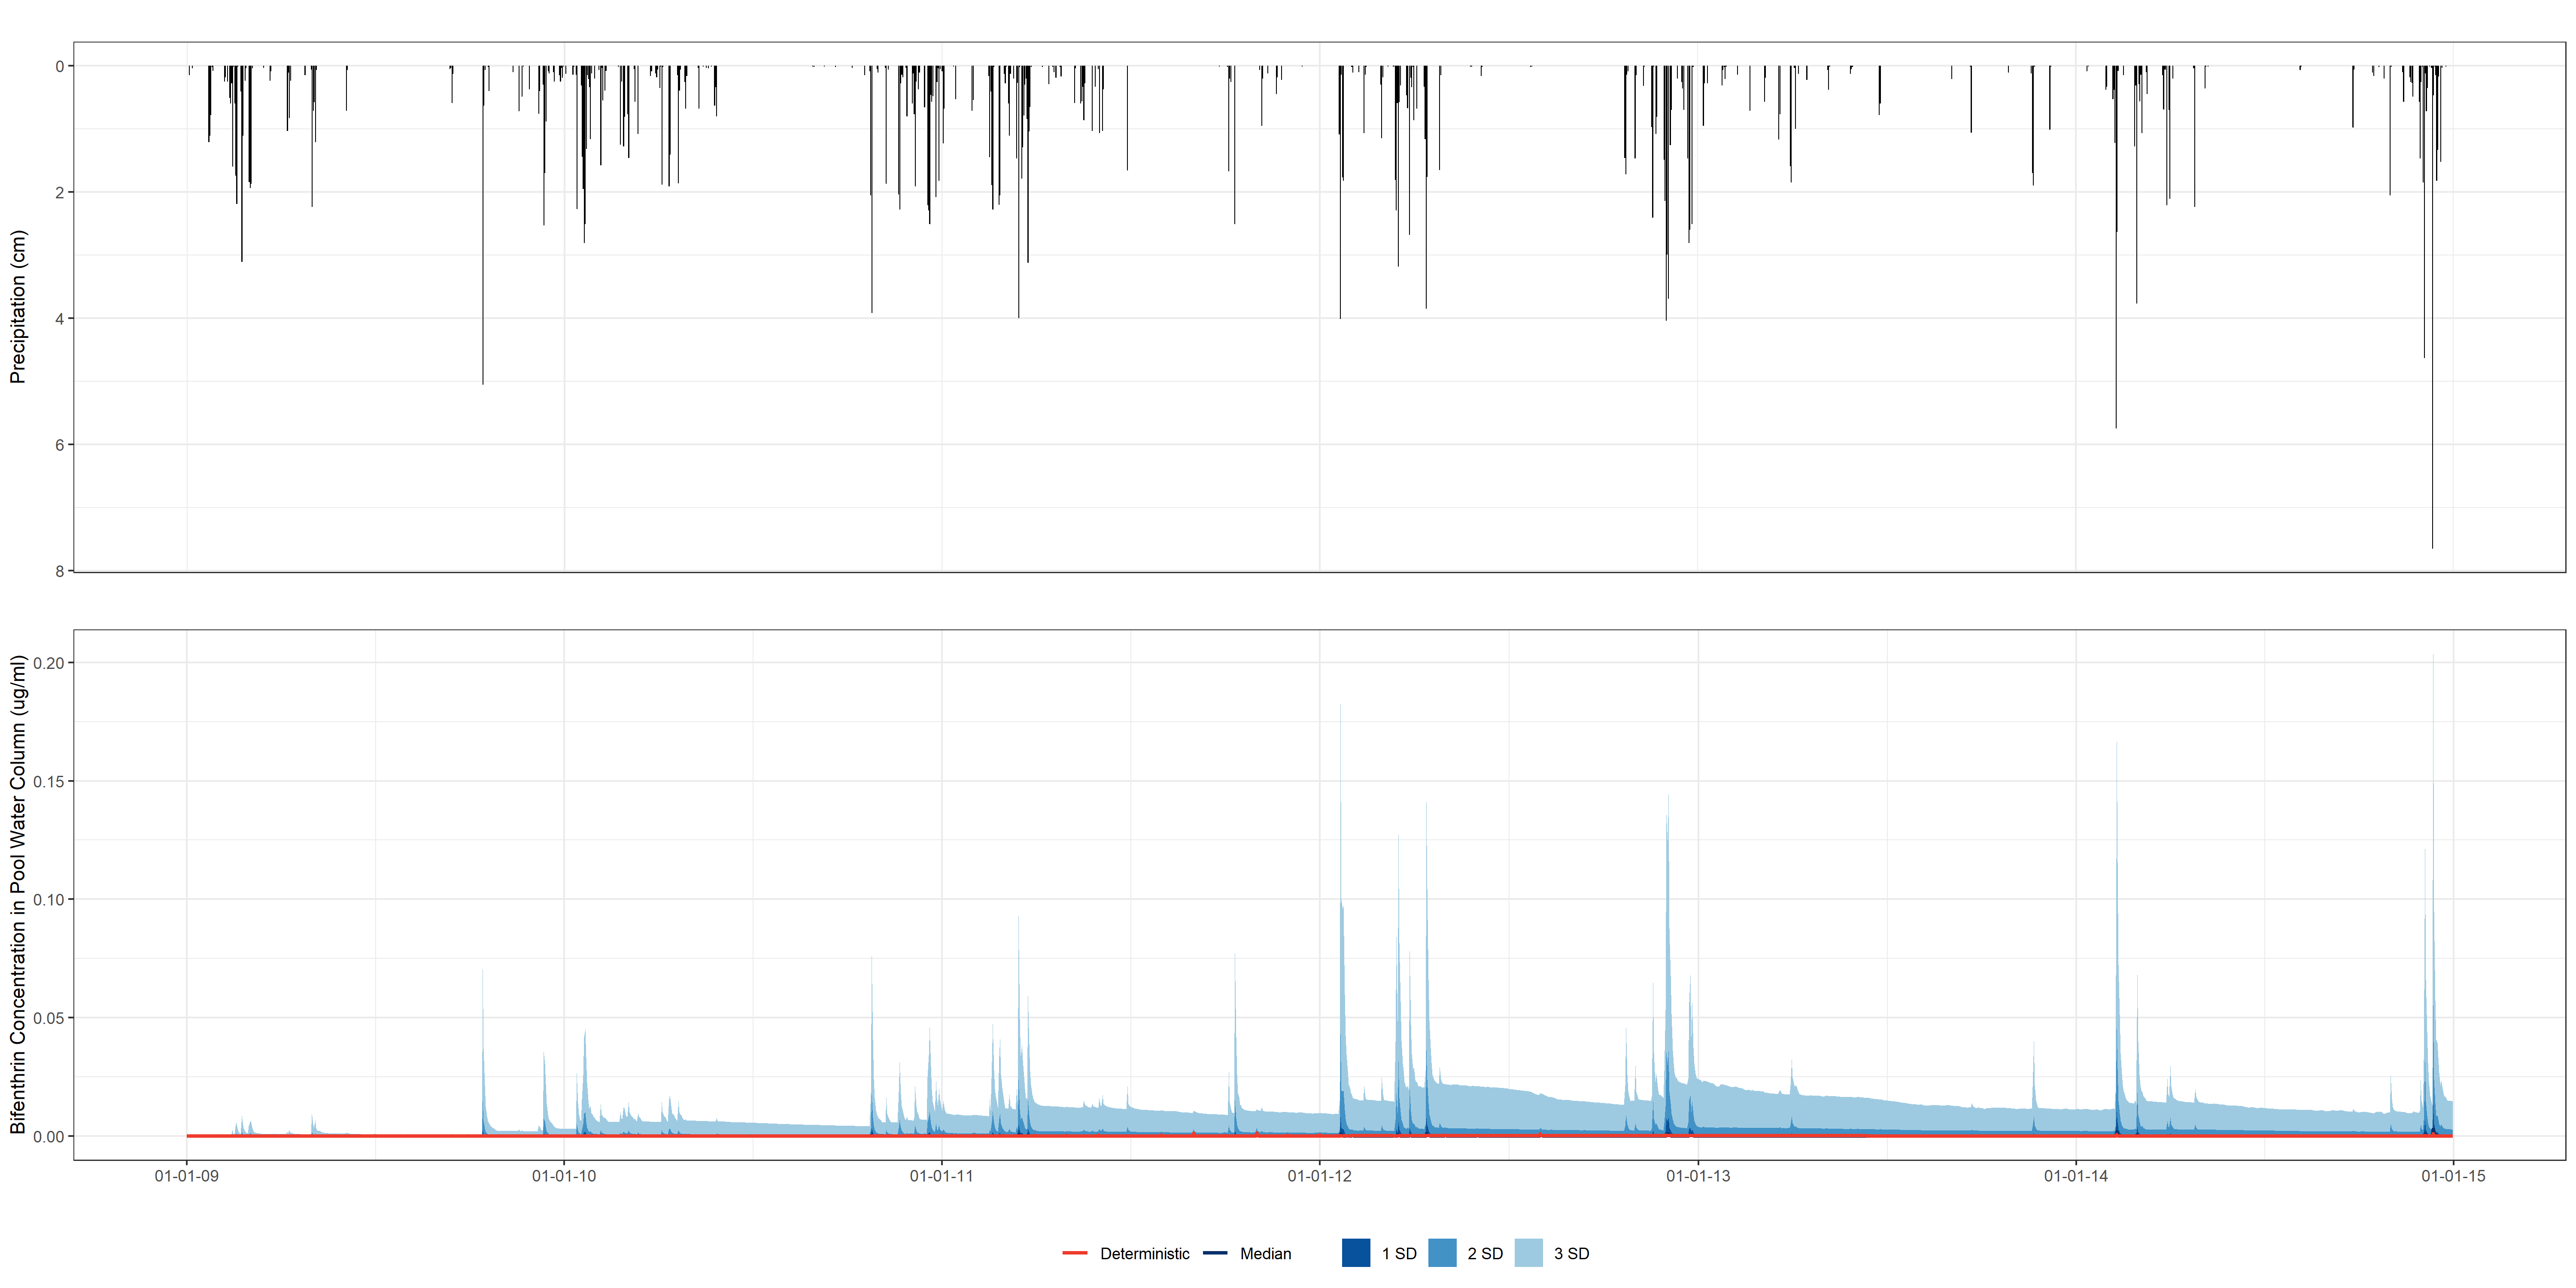 Precipitation (cm)
0
2
4
6
8
Bifenthrin Concentration in Pool Water Column (ug/ml)
0.20
0.15
0.10
0.05
0.00
01-01-09
01-01-10
01-01-11
01-01-12
01-01-13
01-01-14
01-01-15
Deterministic
Median
1 SD
2 SD
3 SD